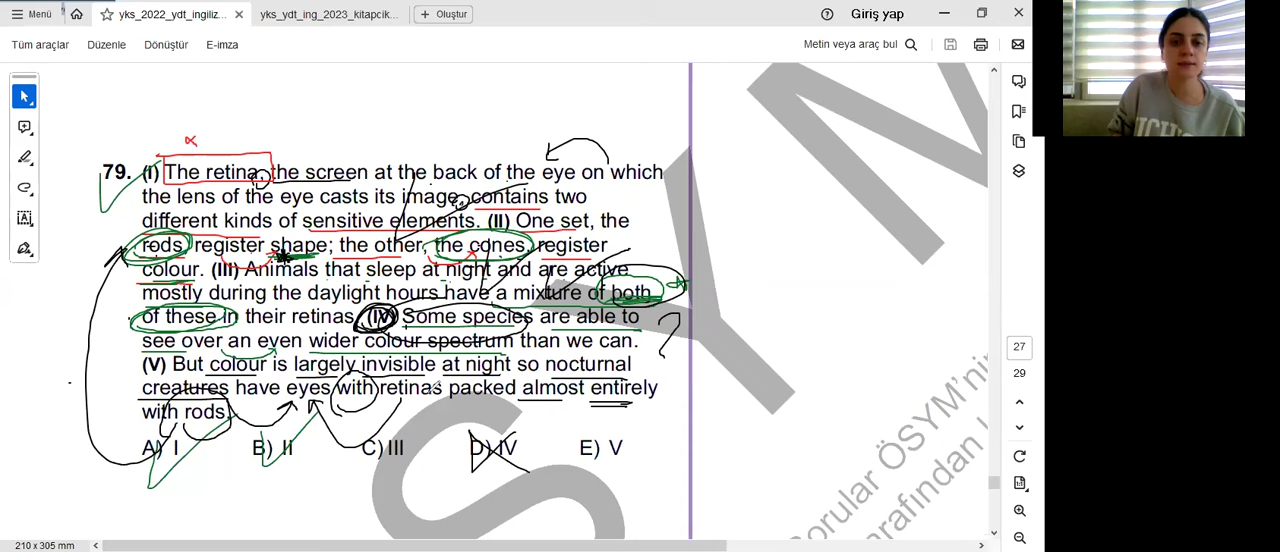 Menü
yks_2022_ydt_ingiliz...
yks_ydt_ing_2023_kitapcik...
Oluştur
Giriş yap
Tüm araçlar
Düzenle
Dönüştür
E-imza
Metin veya araç bul
79. (I) The retina, the screen at the back of the eye on which
the lens of the eye casts its image, contains two
different kinds of sensitive elements. (II) One set, the
rods, register shape; the other, the cones, register
colour. (III) Animals that sleep at night and are active
mostly during the daylight hours have a mixture of both
of these in their retinas. (IV) Some species are able to
see over an even wider colour spectrum than we can.
(V) But colour is largely invisible at night so nocturnal
creatures have eyes with retinas packed almost entirely
with rods.
A) I
B) II
C) III
D) IV
E) V
27
29
210 x 305 mm